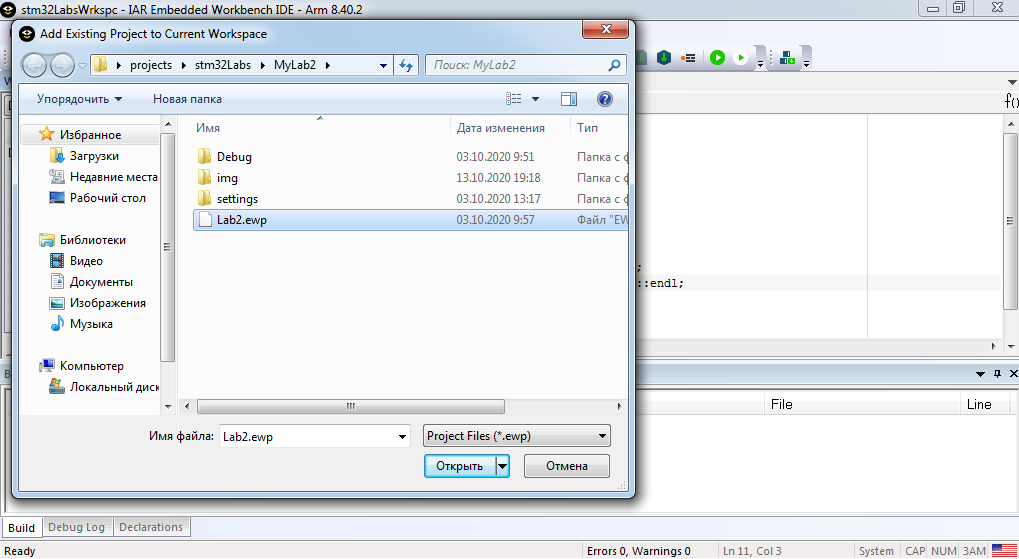 stm32LabsWrkspc - IAR Embedded Workbench IDE - Arm 8.40.2
Add Existing Project to Current Workspace
projects stm32Labs MyLab2
Поиск: MyLab2
Упорядочить Новая папка
f()
Избранное
Загрузки
Недавние места
Рабочий стол
Библиотеки
Видео
Документы
Изображения
Музыка
Компьютер
Локальный диск
Имя Дата изменения Тип
Debug 03.10.2020 9:51 Папка с ф
img 13.10.2020 19:18 Папка с ф
settings 03.10.2020 13:17 Папка с ф
Lab2.ewp 03.10.2020 9:57 Файл "EW
;
::endl;
Имя файла: Lab2.ewp Project Files (*.ewp)
Открыть Отмена
File Line
Build Debug Log Declarations
Ready Errors 0, Warnings 0 Ln 11, Col 3 System CAP NUM ЗАМ